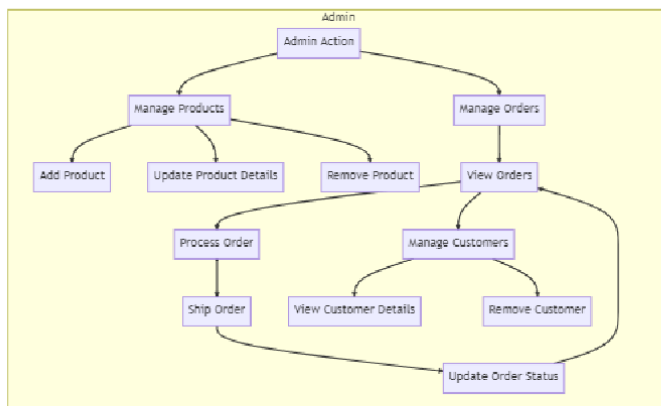 Admin
Admin Action
Manage Products
Manage Orders
Add Product
Update Product Details
Remove Product
View Orders
Process Order
Manage Customers
Ship Order
View Customer Details
Remove Customer
Update Order Status